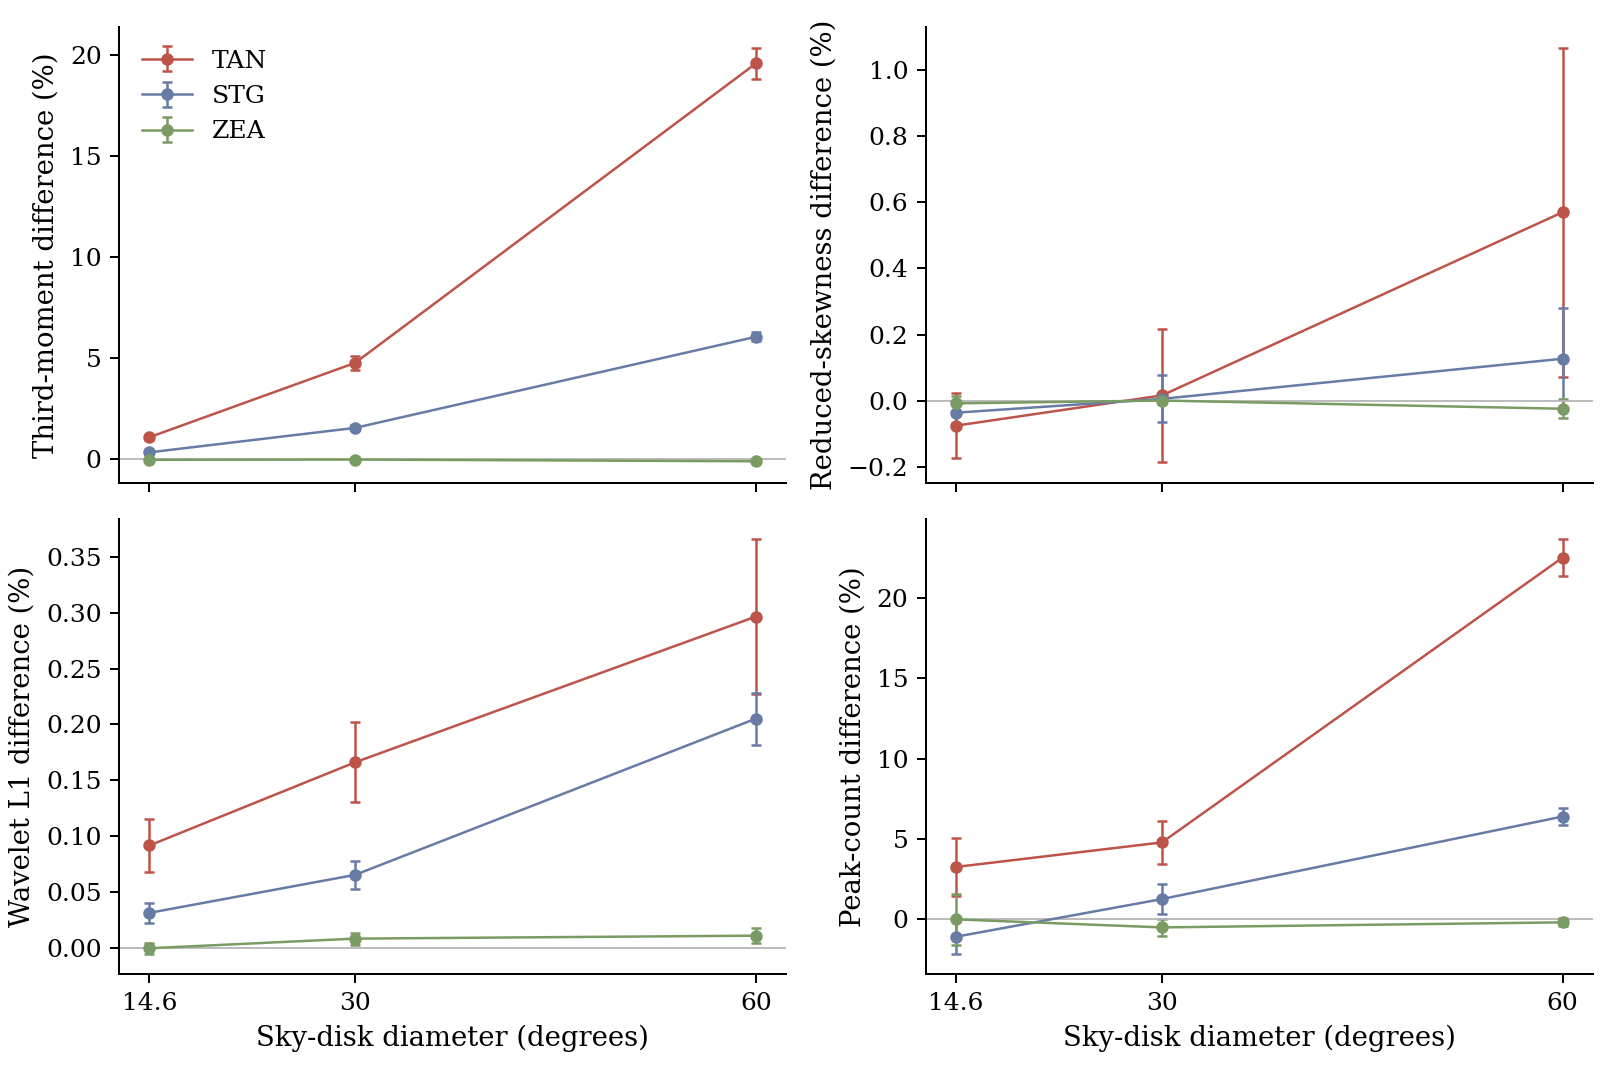 Third-moment difference (%)
20
15
10
5
0
TAN
STG
ZEA
Reduced-skewness difference (%)
1.0
0.8
0.6
0.4
0.2
0.0
−0.2
Wavelet L1 difference (%)
0.35
0.30
0.25
0.20
0.15
0.10
0.05
0.00
14.6 30 60
Sky-disk diameter (degrees)
Peak-count difference (%)
20
15
10
5
0
14.6 30 60
Sky-disk diameter (degrees)